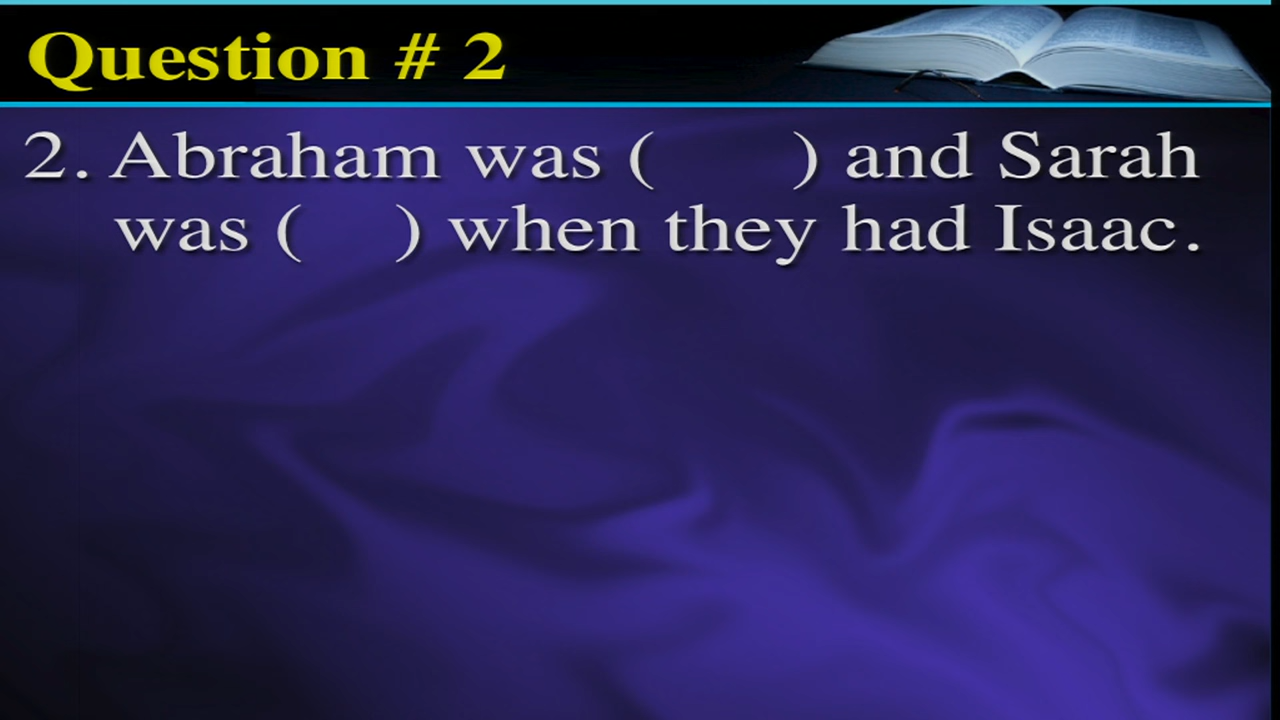 Question # 2
2. Abraham was (     ) and Sarah
was (    ) when they had Isaac.